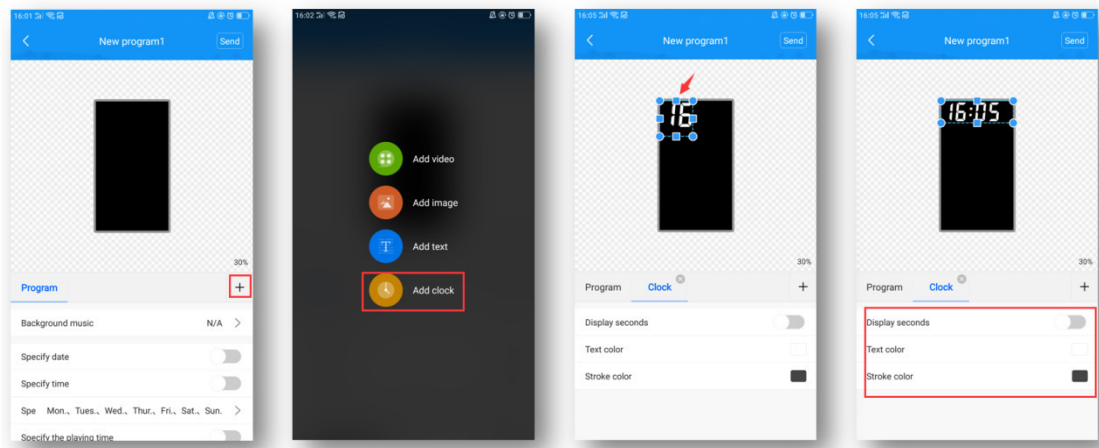 16:01
New program1
Send
30%
Program
+
Background music N/A >
Specify date
Specify time
Spe Mon.、Tues.、Wed.、Thur.、Fri.、Sat.、Sun. >
Specify the playing time
16:02
Add video
Add image
T Add text
Add clock
16:05
New program1
Send
16
30%
Program Clock +
Display seconds
Text color
Stroke color
16:05
New program1
Send
16:05
30%
Program Clock +
Display seconds
Text color
Stroke color